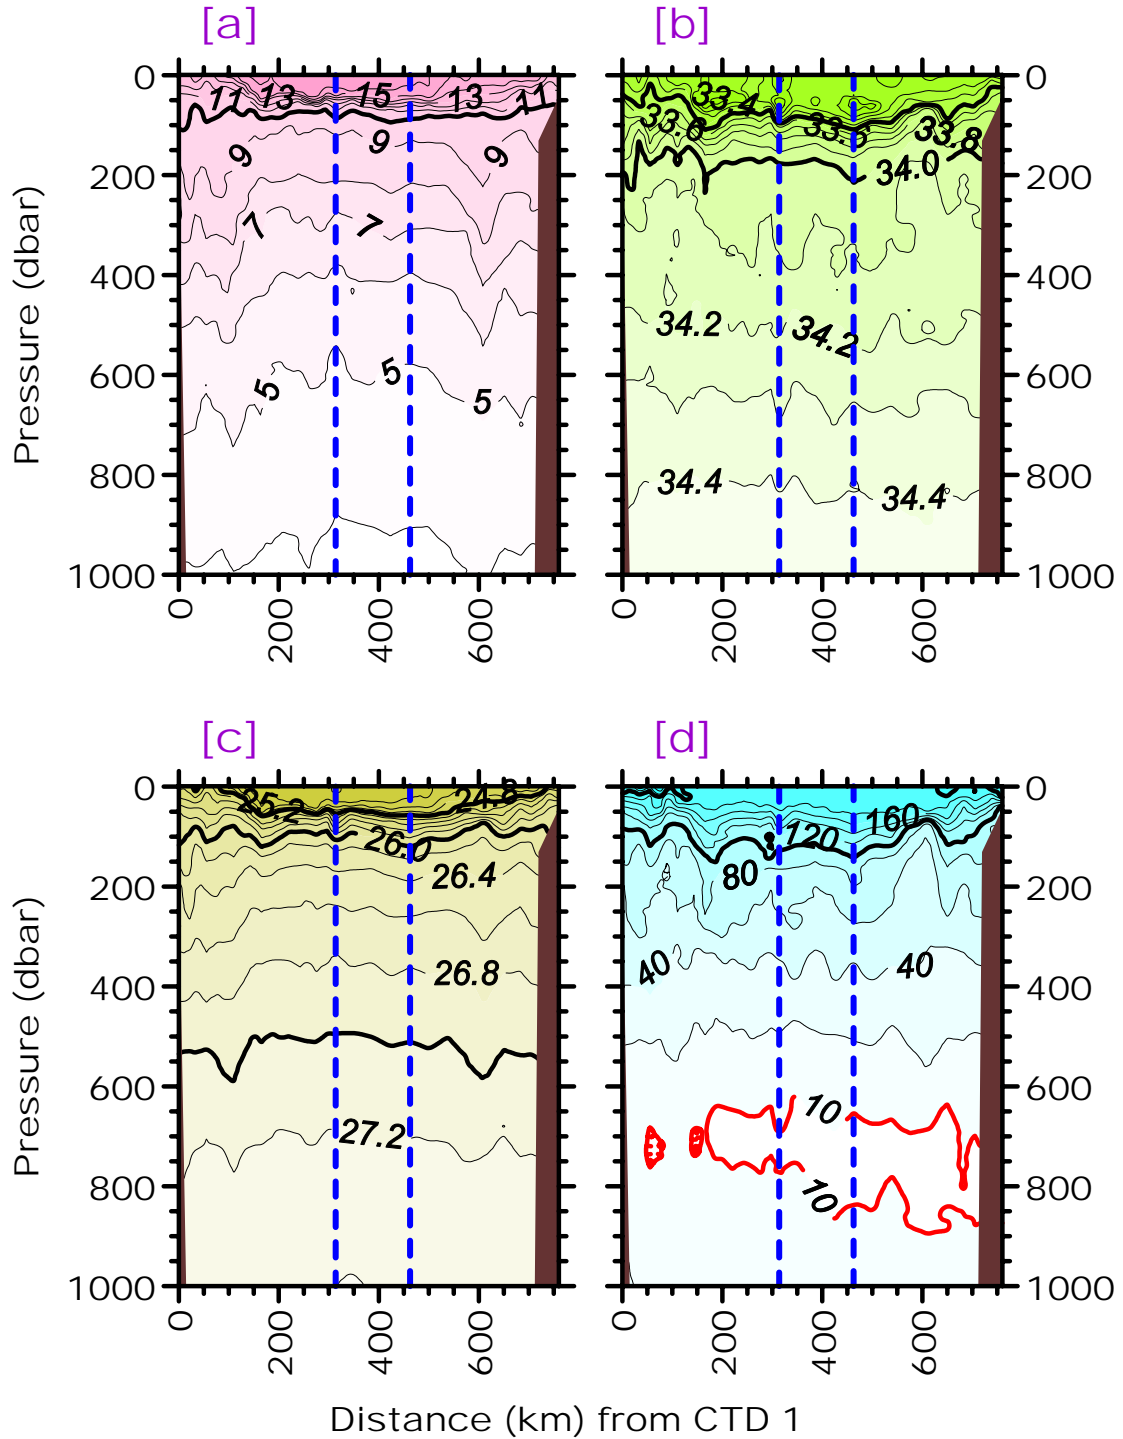 [a] [b]
0 0
11 13 15 13 11 33.4
33.6 33.6 33.8
9 9 9
200 34.0 200
7 7
400 400
34.2 34.2
600 5 5 5 600
800 34.4 34.4 800
1000 1000
0 200 400 600 0 200 400 600
Pressure (dbar)
[c] [d]
0 0
25.2 24.8 160
26.0 120
200 26.4 80 200
400 26.8 40 40 400
600 600
27.2 10
800 10 800
1000 1000
0 200 400 600 0 200 400 600
Pressure (dbar)
Distance (km) from CTD 1